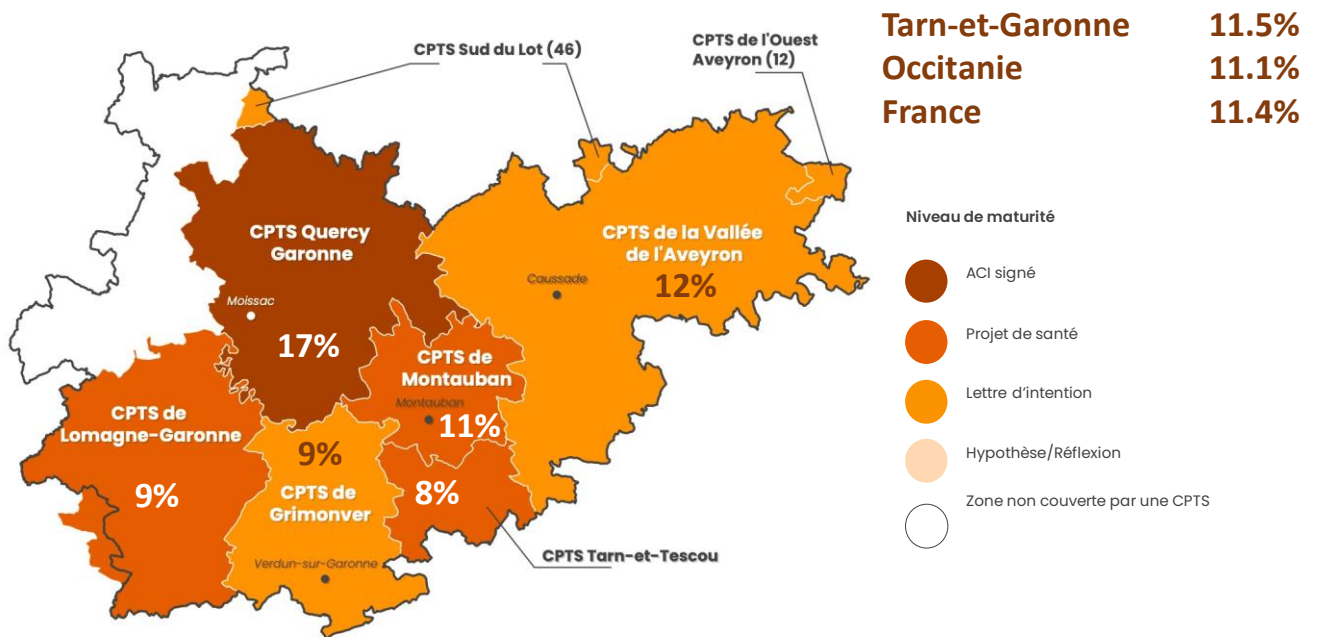 Tarn-et-Garonne 11.5%
Occitanie 11.1%
France 11.4%
CPTS Sud du Lot (46)
CPTS de l'Ouest
Aveyron (12)
CPTS Quercy
Garonne
Moissac
17%
CPTS de la Vallée
de l'Aveyron
12%
Caussade
CPTS de
Montauban
Montauban
11%
CPTS de
Lomagne-Garonne
9%
9%
CPTS de
Grimonver
Verdun-sur-Garonne
8%
CPTS Tarn-et-Tescou
Niveau de maturité
ACI signé
Projet de santé
Lettre d’intention
Hypothèse/Réflexion
Zone non couverte par une CPTS